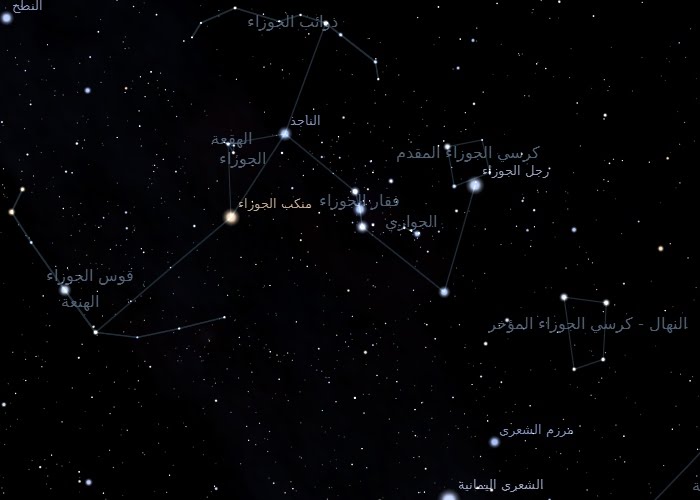 النطح
ذوائب الجوزاء
الناجذ
الهقعة
كرسي الجوزاء المقدم
الجوزاء
رجل الجوزاء
منكب الجوزاء
فقار الجوزاء
الجوازي
قوس الجوزاء
الهنعة
النهال - كرسي الجوزاء المؤخر
مرزم الشعرى
الشعرى اليمانية